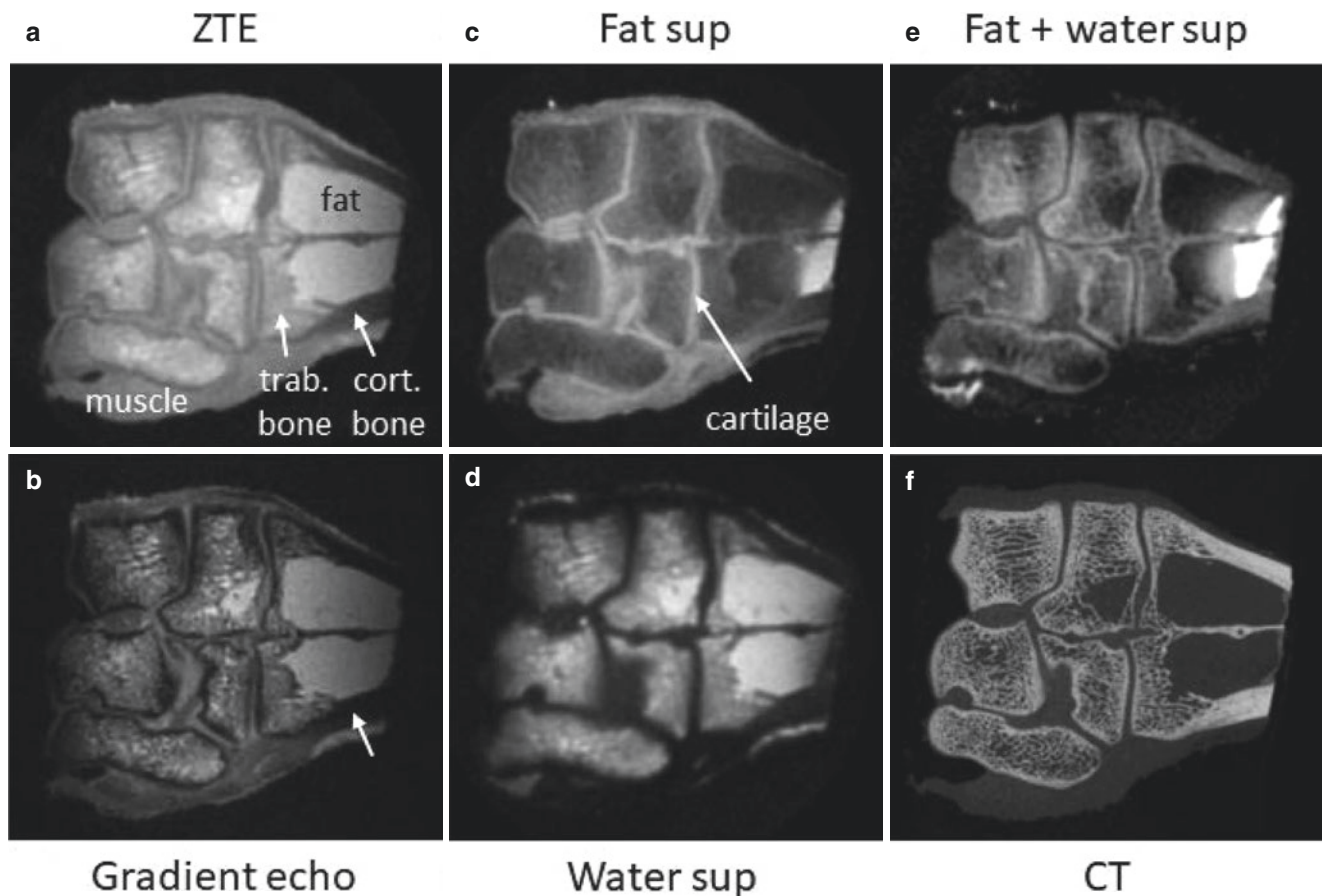 a
ZTE
fat
muscle
trab.
bone
cort.
bone
c
Fat sup
cartilage
e
Fat + water sup
b
Gradient echo
d
Water sup
f
CT